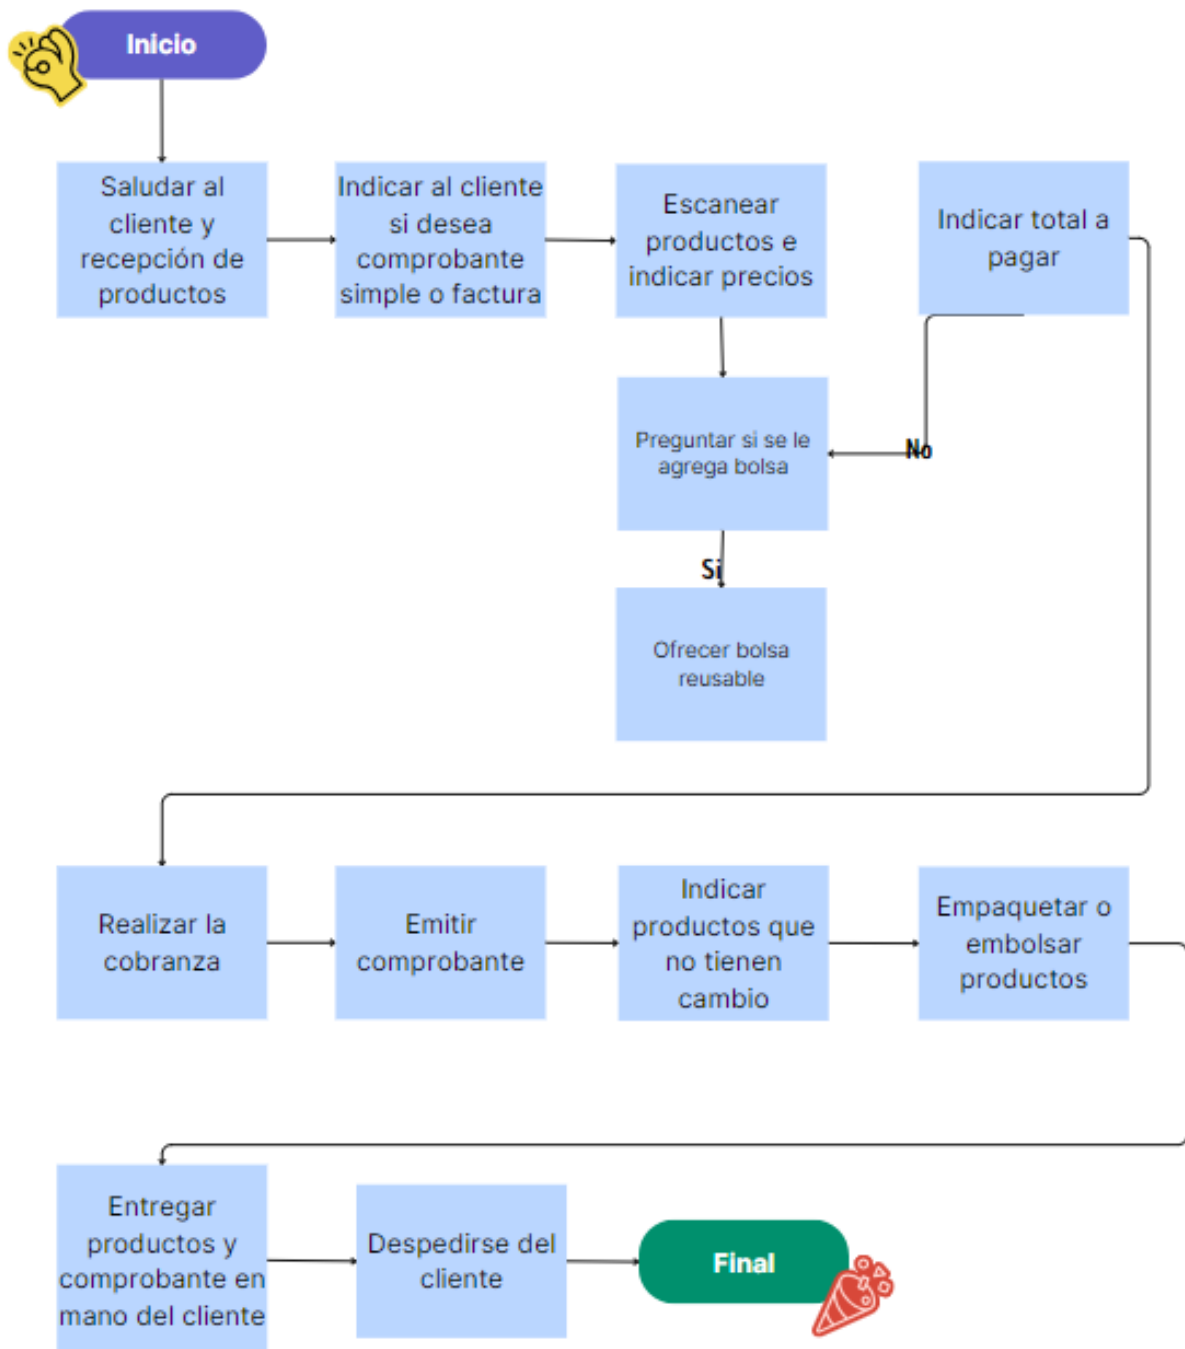 Inicio
Saludar al
cliente y
recepción de
productos
Indicar al cliente
si desea
comprobante
simple o factura
Escanear
productos e
indicar precios
Indicar total a
pagar
Preguntar si se le
agrega bolsa
No
Si
Ofrecer bolsa
reusable
Realizar la
cobranza
Emitir
comprobante
Indicar
productos que
no tienen
cambio
Empaquetar o
embolsar
productos
Entregar
productos y
comprobante en
mano del cliente
Despedirse del
cliente
Final